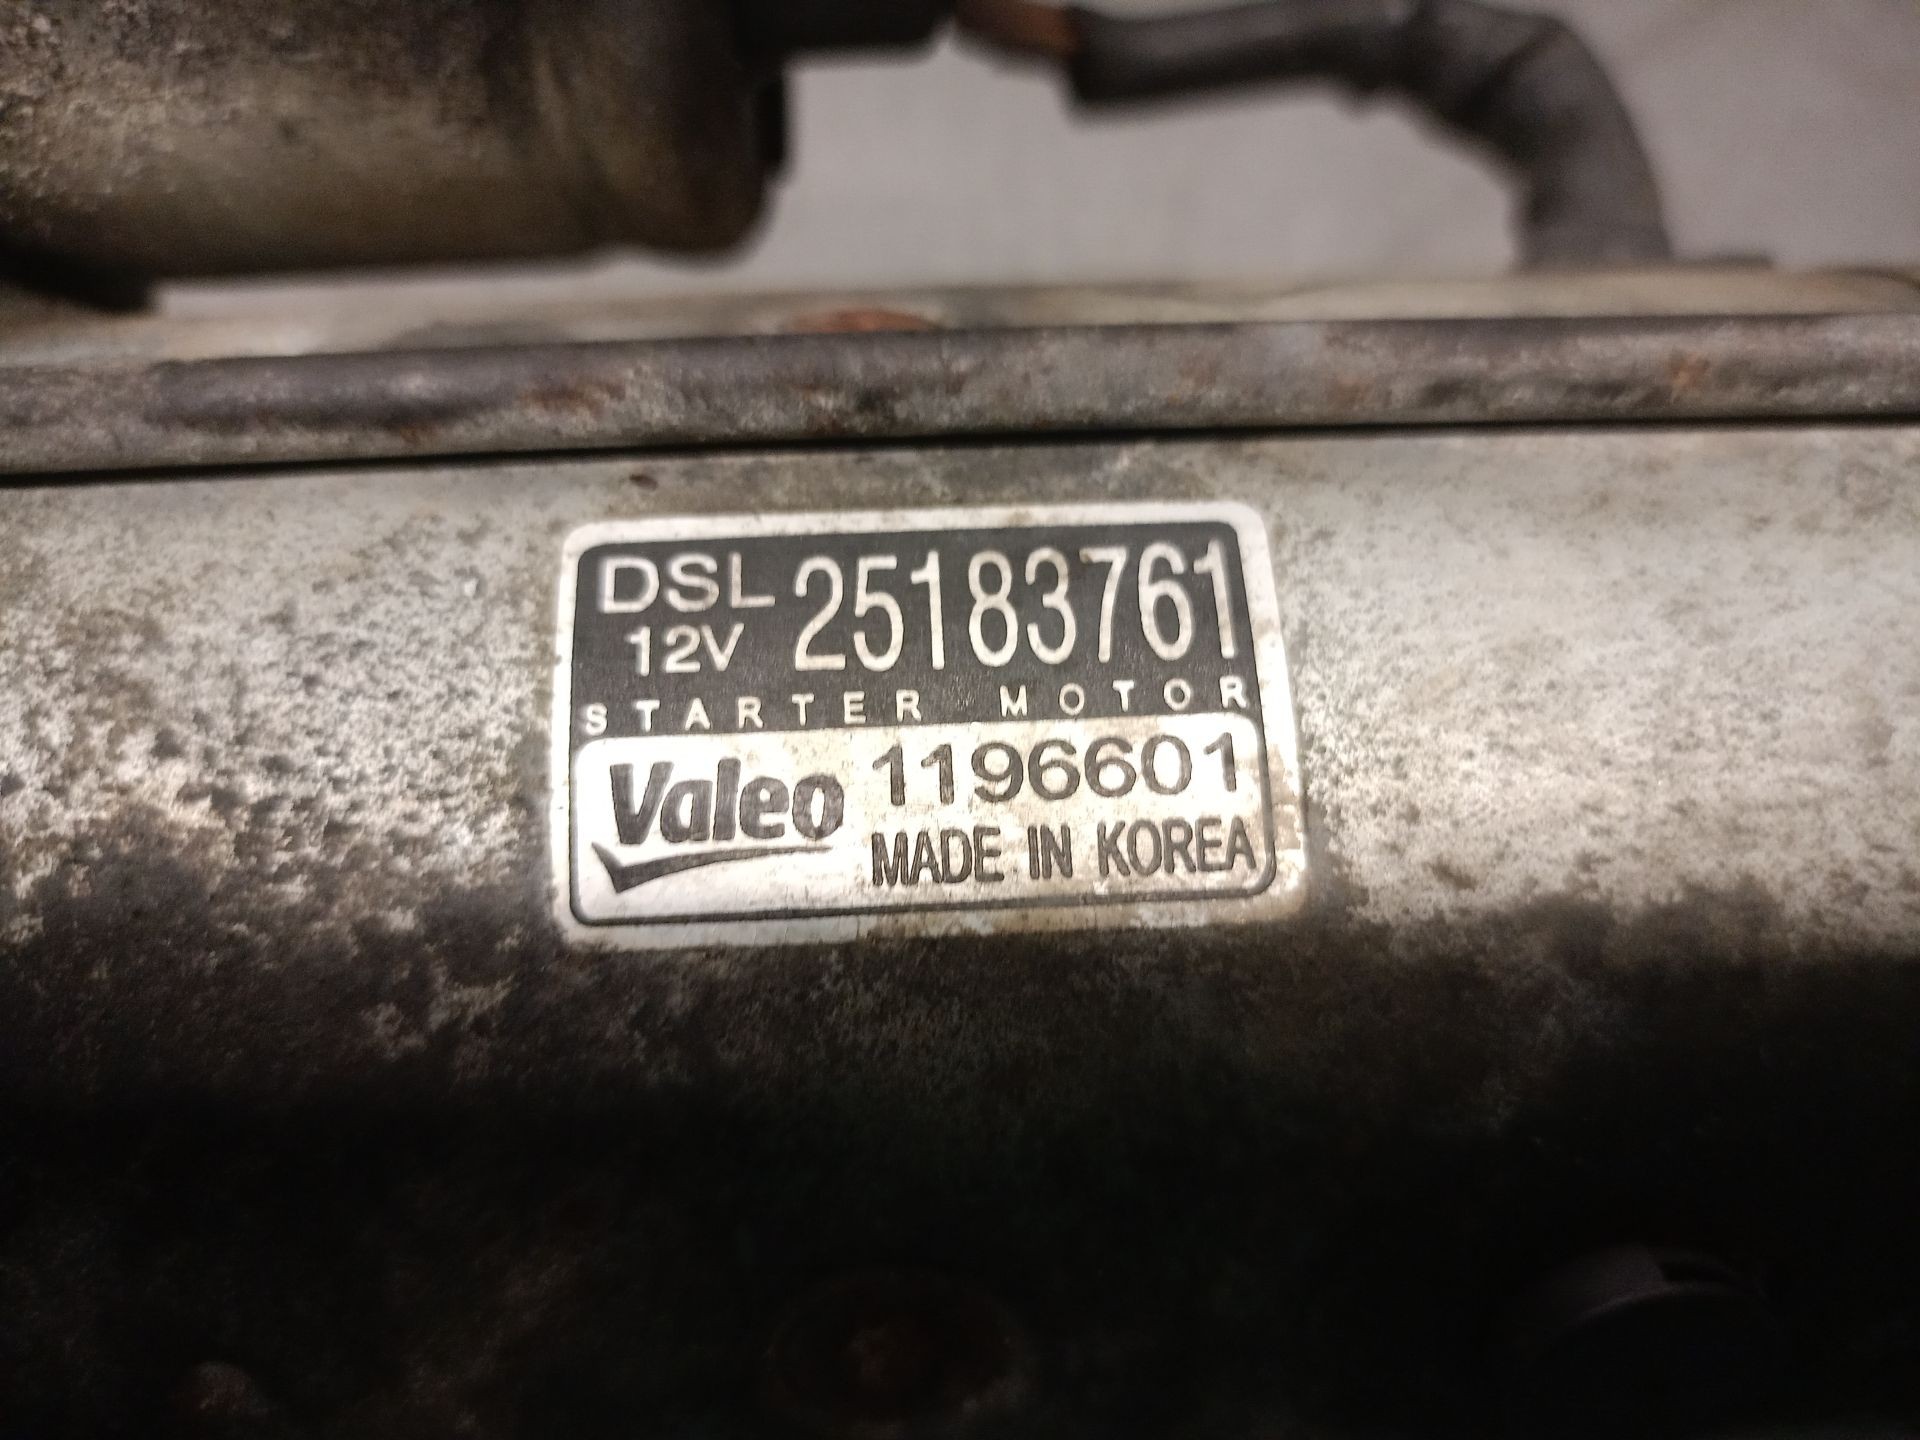 DSL 25183761
12V
STARTER MOTOR
Valeo 1196601
MADE IN KOREA